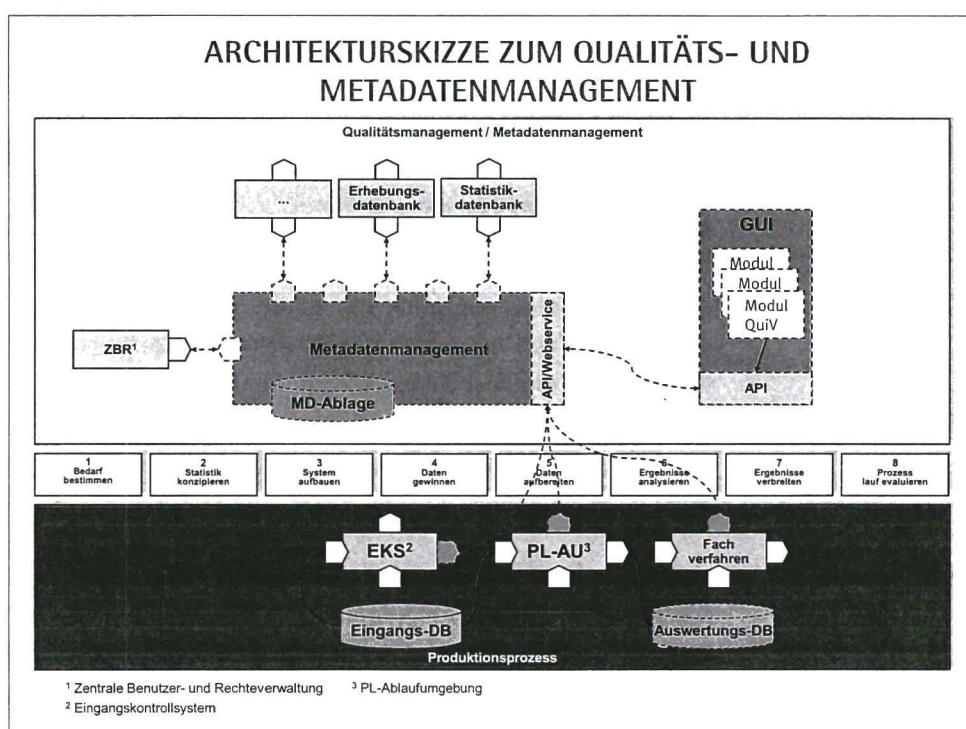 ARCHITEKTURSKIZZE ZUM QUALITÄTS- UND
METADATENMANAGEMENT
Qualitätsmanagement / Metadatenmanagement
...
Erhebungs-
datenbank
Statistik-
datenbank
GUI
Modul
Modul
Modul
QuiV
API
ZBR¹
Metadatenmanagement
MD-Ablage
API/Webservice
1
Bedarf
bestimmen
2
Statistik
konzipieren
3
System
aufbauen
4
Daten
gewinnen
5
Daten
aufbereiten
6
Ergebnisse
analysieren
7
Ergebnisse
verbreiten
8
Prozess
lauf evaluieren
EKS²
PL-AU³
Fach
verfahren
Eingangs-DB
Auswertungs-DB
Produktionsprozess
¹ Zentrale Benutzer- und Rechteverwaltung
³ PL-Ablaufumgebung
² Eingangskontrollsystem